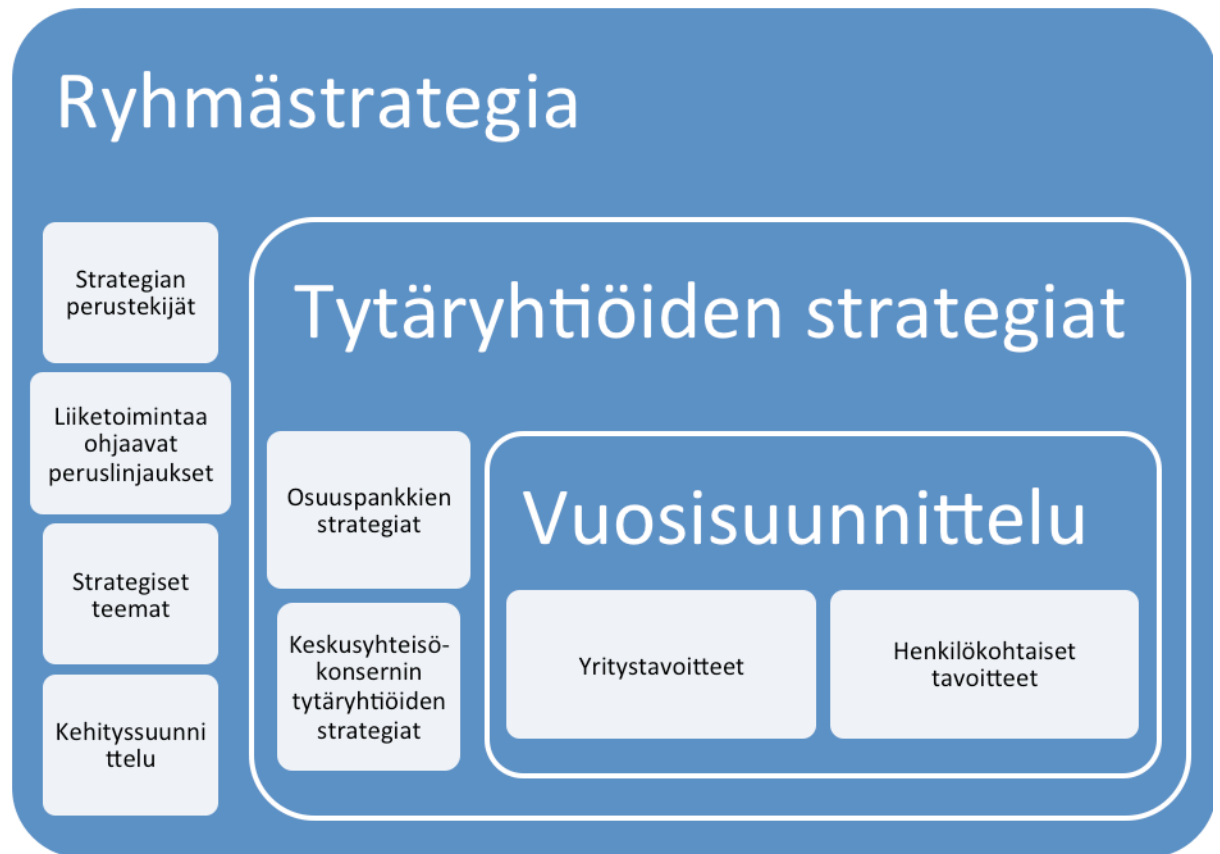 Ryhmästrategia
Strategian
perustekijät
Liiketoimintaa
ohjaavat
peruslinjaukset
Strategiset
teemat
Kehityssuunni
ttelu
Tytäryhtiöiden strategiat
Osuuspankkien
strategiat
Keskusyhteisö-
konsernin
tytäryhtiöiden
strategiat
Vuosisuunnittelu
Yritystavoitteet
Henkilökohtaiset
tavoitteet